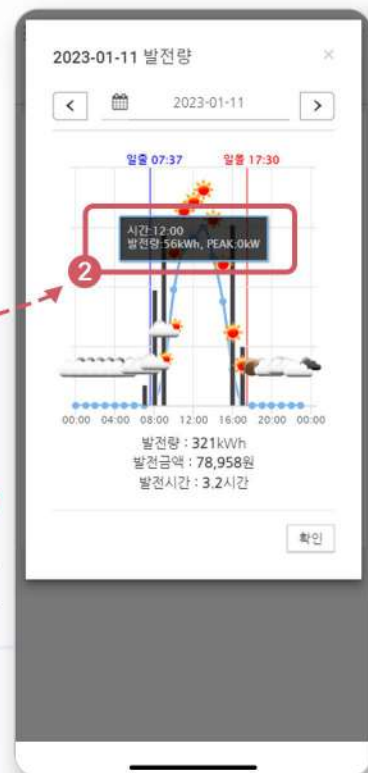 2023-01-11 발전량
×
2023-01-11
일출 07:37
일몰 17:30
시간:12:00
발전량:56kWh, PEAK:0kW
2
00:00 04:00 08:00 12:00 16:00 20:00 00:00
발전량 : 321kWh
발전금액 : 78,958원
발전시간 : 3.2시간
확인